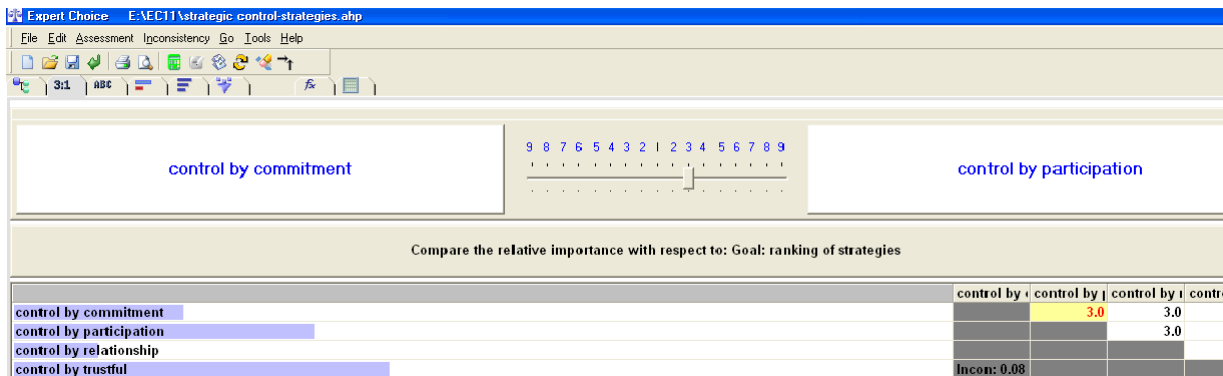 Expert Choice E:\EC11\strategic control-strategies.ahp
File Edit Assessment Inconsistency Go Tools Help
3:1 ABC fx
9 8 7 6 5 4 3 2 1 2 3 4 5 6 7 8 9
control by commitment control by participation
Compare the relative importance with respect to: Goal: ranking of strategies
control by control by control by contr
control by commitment 3.0 3.0
control by participation 3.0
control by relationship
control by trustful Incon: 0.08